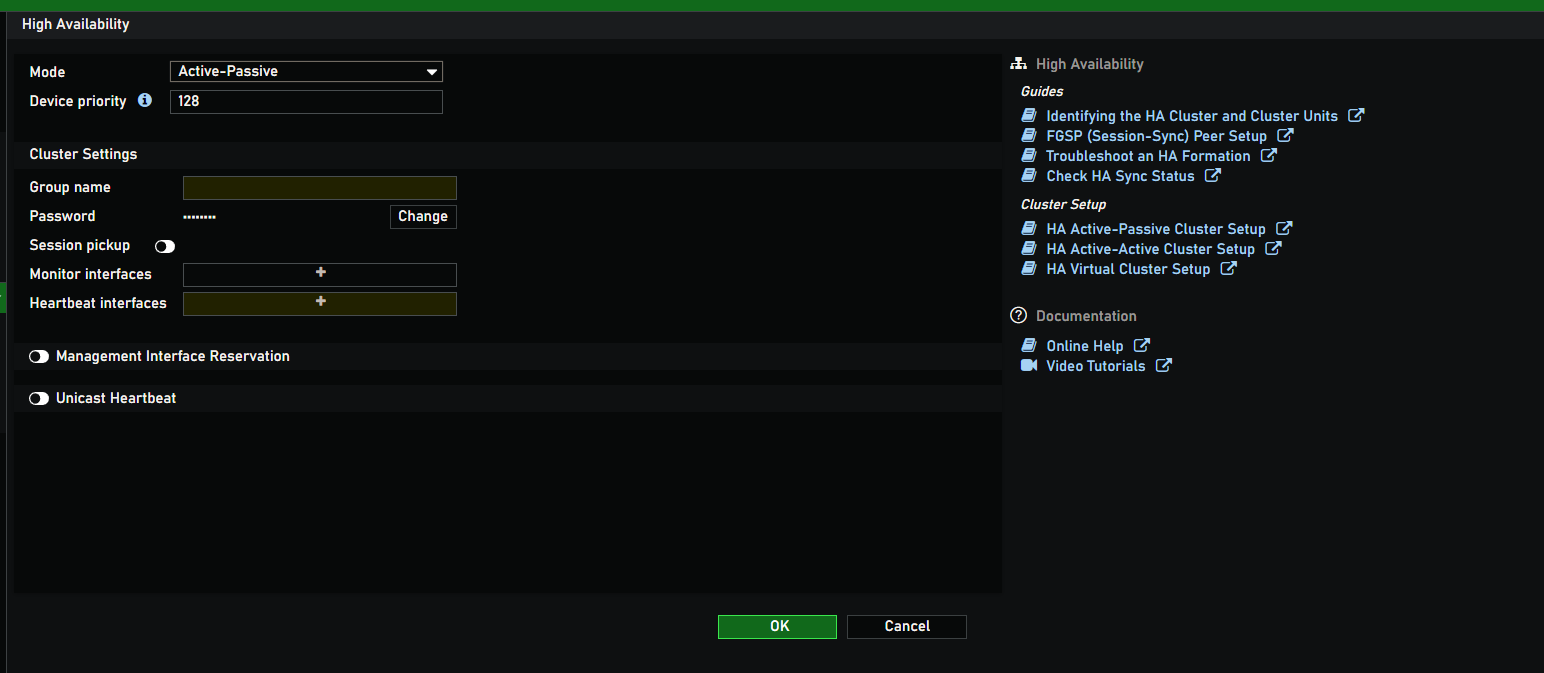 High Availability
Mode
Active-Passive
Device priority
128
Cluster Settings
Group name
Password
••••••••
Change
Session pickup
Monitor interfaces
+
Heartbeat interfaces
+
Management Interface Reservation
Unicast Heartbeat
OK
Cancel
High Availability
Guides
Identifying the HA Cluster and Cluster Units
FGSP (Session-Sync) Peer Setup
Troubleshoot an HA Formation
Check HA Sync Status
Cluster Setup
HA Active-Passive Cluster Setup
HA Active-Active Cluster Setup
HA Virtual Cluster Setup
Documentation
Online Help
Video Tutorials